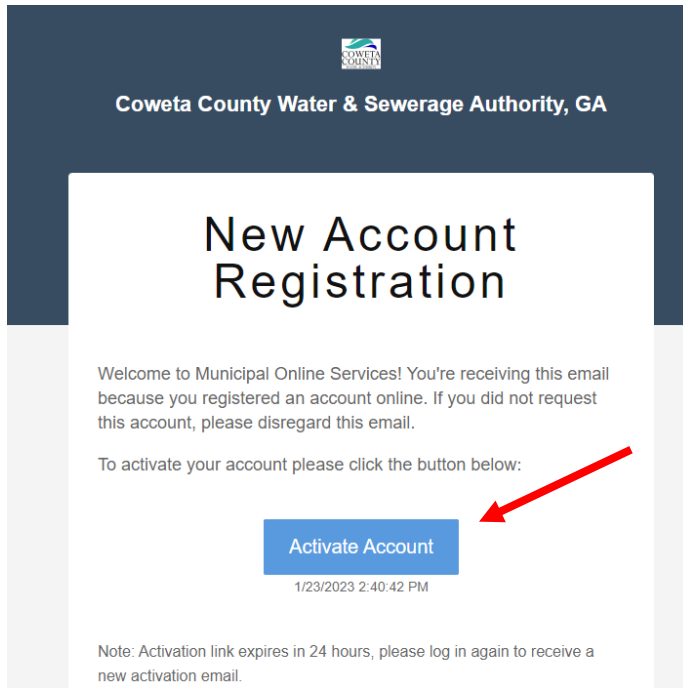 COWETA
COUNTY
Coweta County Water & Sewerage Authority, GA
New Account
Registration
Welcome to Municipal Online Services! You're receiving this email
because you registered an account online. If you did not request
this account, please disregard this email.
To activate your account please click the button below:
Activate Account
1/23/2023 2:40:42 PM
Note: Activation link expires in 24 hours, please log in again to receive a
new activation email.